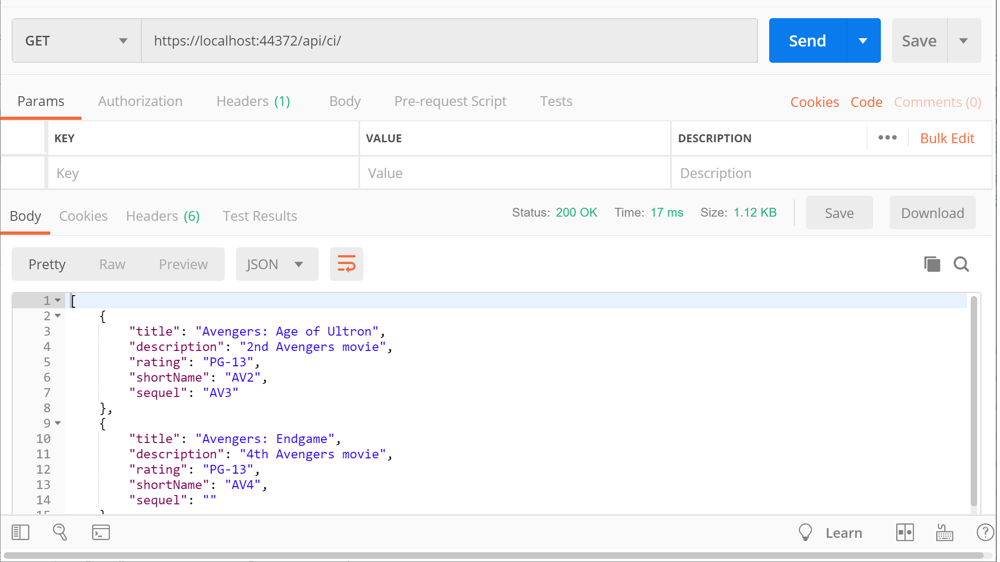 GET https://localhost:44372/api/ci/ Send Save
Params Authorization Headers (1) Body Pre-request Script Tests Cookies Code Comments (0)
KEY VALUE DESCRIPTION ••• Bulk Edit
Key Value Description
Body Cookies Headers (6) Test Results Status: 200 OK Time: 17 ms Size: 1.12 KB Save Download
Pretty Raw Preview JSON
1 [
2 {
3 "title": "Avengers: Age of Ultron",
4 "description": "2nd Avengers movie",
5 "rating": "PG-13",
6 "shortName": "AV2",
7 "sequel": "AV3"
8 },
9 {
10 "title": "Avengers: Endgame",
11 "description": "4th Avengers movie",
12 "rating": "PG-13",
13 "shortName": "AV4",
14 "sequel": ""
Learn ?